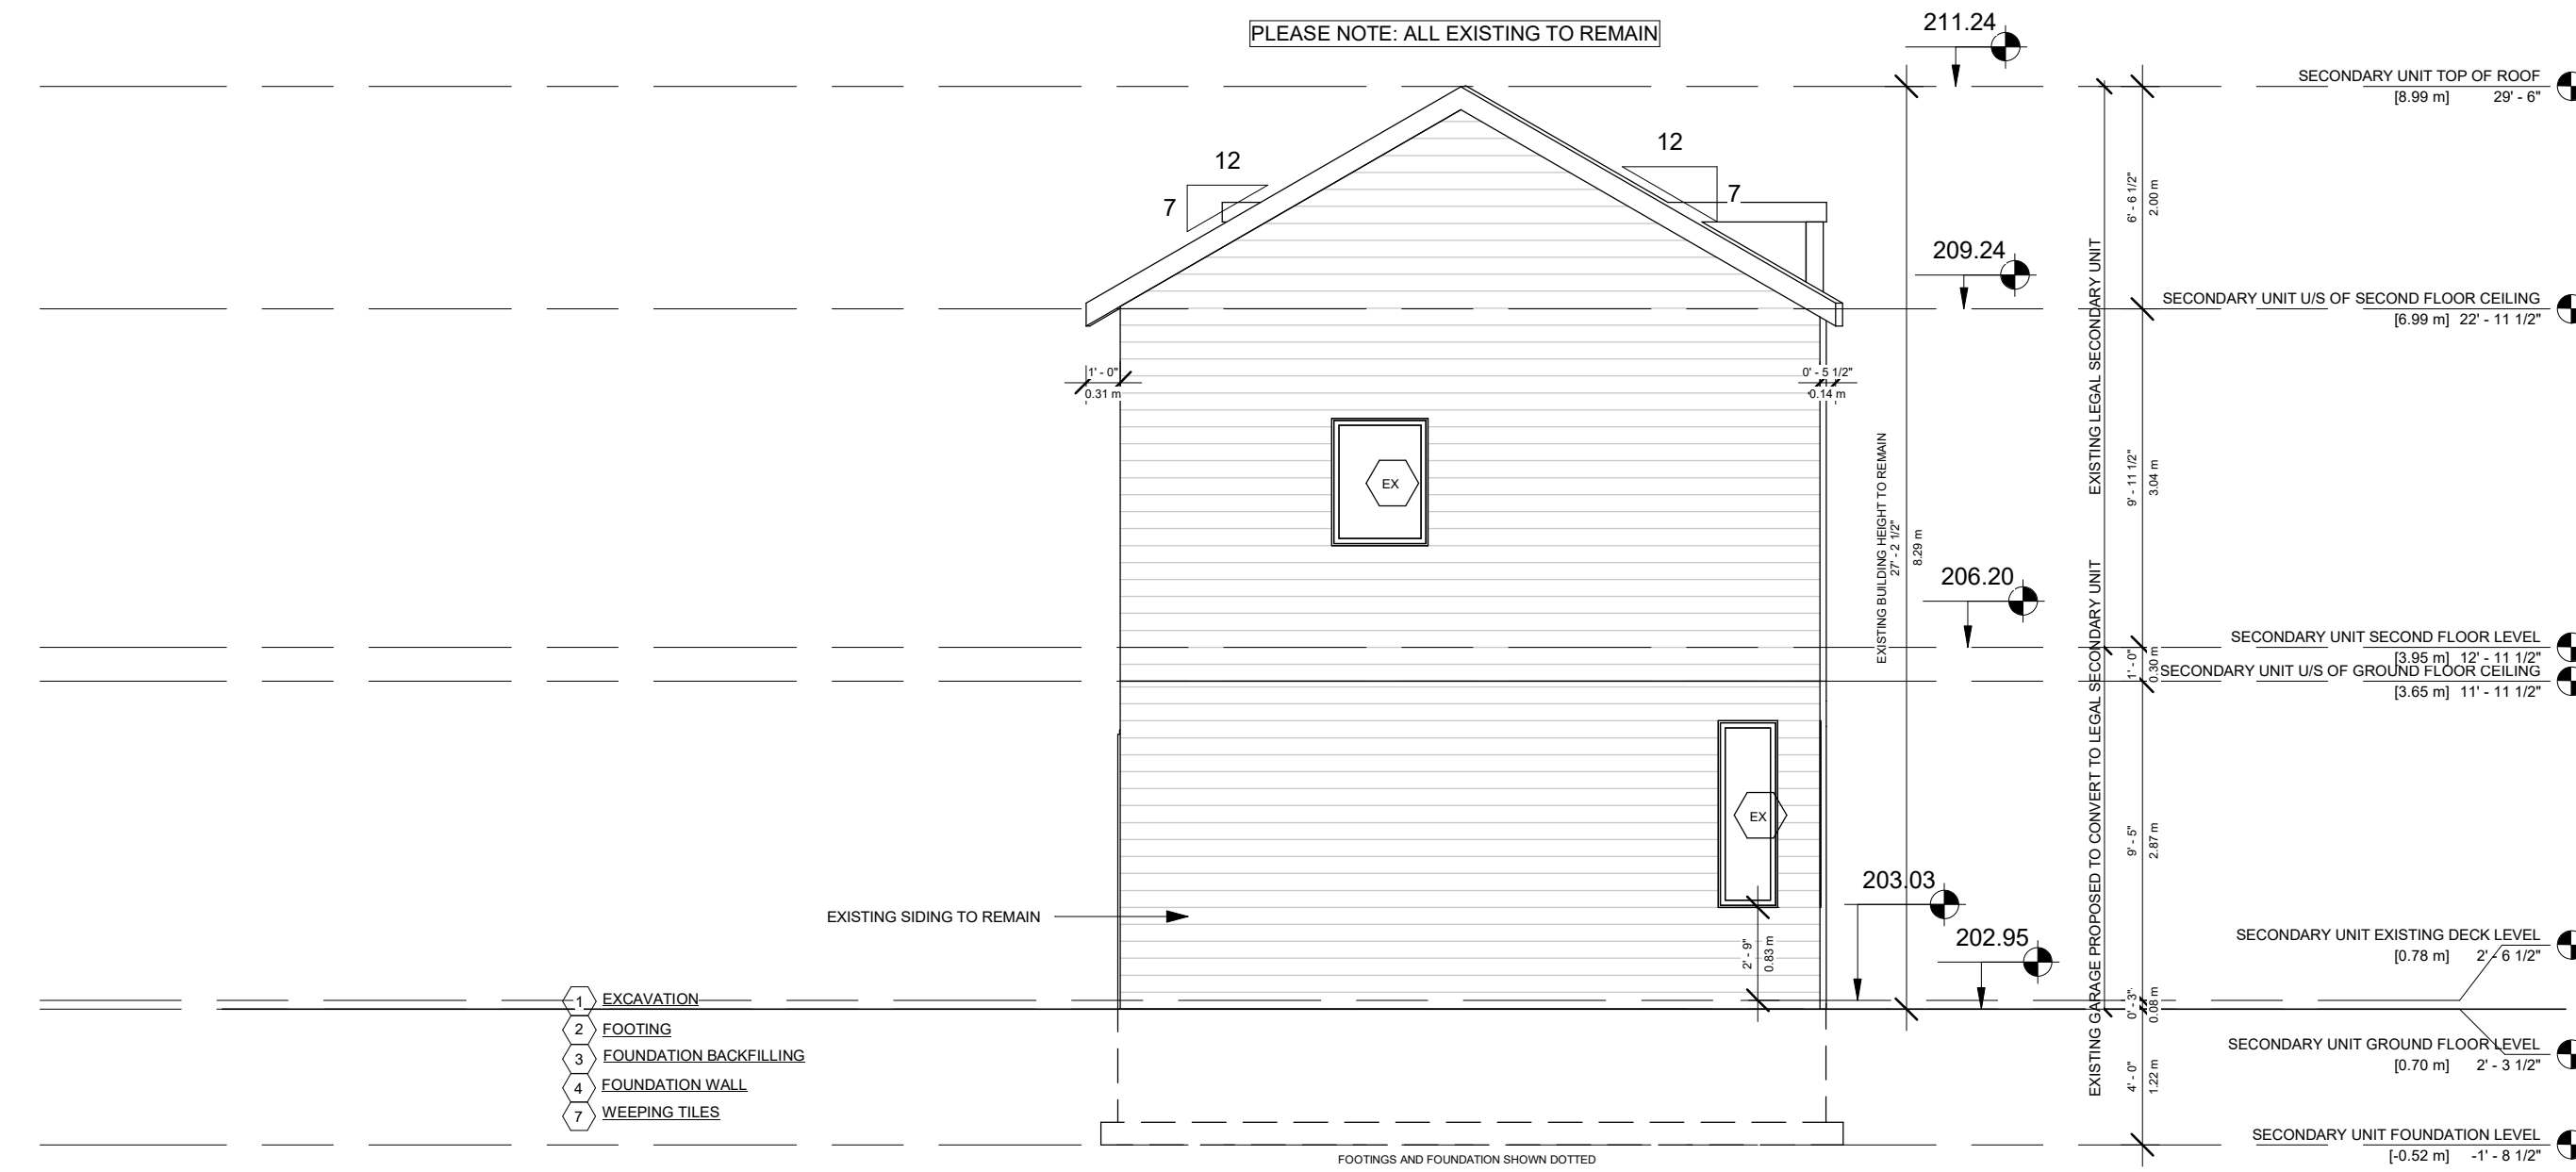 PLEASE NOTE: ALL EXISTING TO REMAIN
211.24
SECONDARY UNIT TOP OF ROOF
[8.99 m] 29' - 6"
12
7
12
7
6' - 6 1/2"
2.00 m
209.24
SECONDARY UNIT U/S OF SECOND FLOOR CEILING
[6.99 m] 22' - 11 1/2"
1' - 0"
0.31 m
0' - 5 1/2"
0.14 m
EX
EXISTING BUILDING HEIGHT TO REMAIN
27' - 2 1/2"
8.29 m
EXISTING LEGAL SECONDARY UNIT
9' - 11 1/2"
3.04 m
206.20
SECONDARY UNIT SECOND FLOOR LEVEL
[3.95 m] 12' - 11 1/2"
1' - 0"
0.30 m
SECONDARY UNIT U/S OF GROUND FLOOR CEILING
[3.65 m] 11' - 11 1/2"
EX
EXISTING GARAGE PROPOSED TO CONVERT TO LEGAL SECONDARY UNIT
9' - 5"
2.87 m
203.03
EXISTING SIDING TO REMAIN
2' - 9"
0.83 m
202.95
SECONDARY UNIT EXISTING DECK LEVEL
[0.78 m] 2' - 6 1/2"
1 EXCAVATION
2 FOOTING
3 FOUNDATION BACKFILLING
4 FOUNDATION WALL
7 WEEPING TILES
0' - 3"
0.08 m
SECONDARY UNIT GROUND FLOOR LEVEL
[0.70 m] 2' - 3 1/2"
4' - 0"
1.22 m
SECONDARY UNIT FOUNDATION LEVEL
[-0.52 m] -1' - 8 1/2"
FOOTINGS AND FOUNDATION SHOWN DOTTED